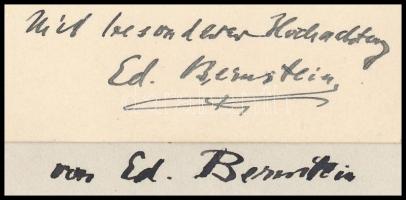 Mit besonderer Hochachtung
Ed. Bernstein
von Ed. Bernstein